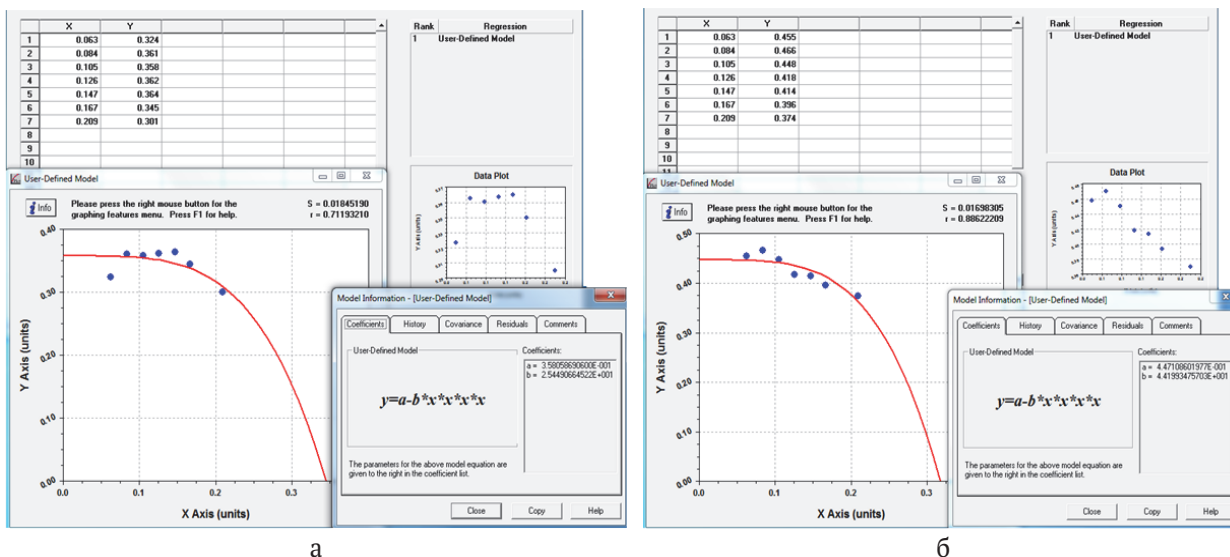 X Y
1 0.063 0.324
2 0.084 0.361
3 0.105 0.358
4 0.126 0.362
5 0.147 0.364
6 0.167 0.345
7 0.209 0.301
8
9
10
Rank Regression
1 User-Defined Model
Data Plot
Y Axis (units)
User-Defined Model
Info
Please press the right mouse button for the
graphing features menu. Press F1 for help.
S = 0.01845190
r = 0.71193210
Y Axis (units)
0.40
0.30
0.20
0.10
0.00
0.0 0.1 0.2 0.3
X Axis (units)
Model Information - [User-Defined Model]
Coefficients History Covariance Residuals Comments
User-Defined Model
y=a-b*x*x*x*x
Coefficients:
a = 3.58058690600E-001
b = 2.54490664522E+001
The parameters for the above model equation are
given to the right in the coefficient list.
Close Copy Help
а
X Y
1 0.063 0.455
2 0.084 0.466
3 0.105 0.448
4 0.126 0.418
5 0.147 0.414
6 0.167 0.396
7 0.209 0.374
8
9
10
Rank Regression
1 User-Defined Model
Data Plot
Y Axis (units)
User-Defined Model
Info
Please press the right mouse button for the
graphing features menu. Press F1 for help.
S = 0.01698305
r = 0.88622209
Y Axis (units)
0.50
0.40
0.30
0.20
0.10
0.00
0.0 0.1 0.2 0.3
X Axis (units)
Model Information - [User-Defined Model]
Coefficients History Covariance Residuals Comments
User-Defined Model
y=a-b*x*x*x*x
Coefficients:
a = 4.47108601977E-001
b = 4.41993475703E+001
The parameters for the above model equation are
given to the right in the coefficient list.
Close Copy Help
б